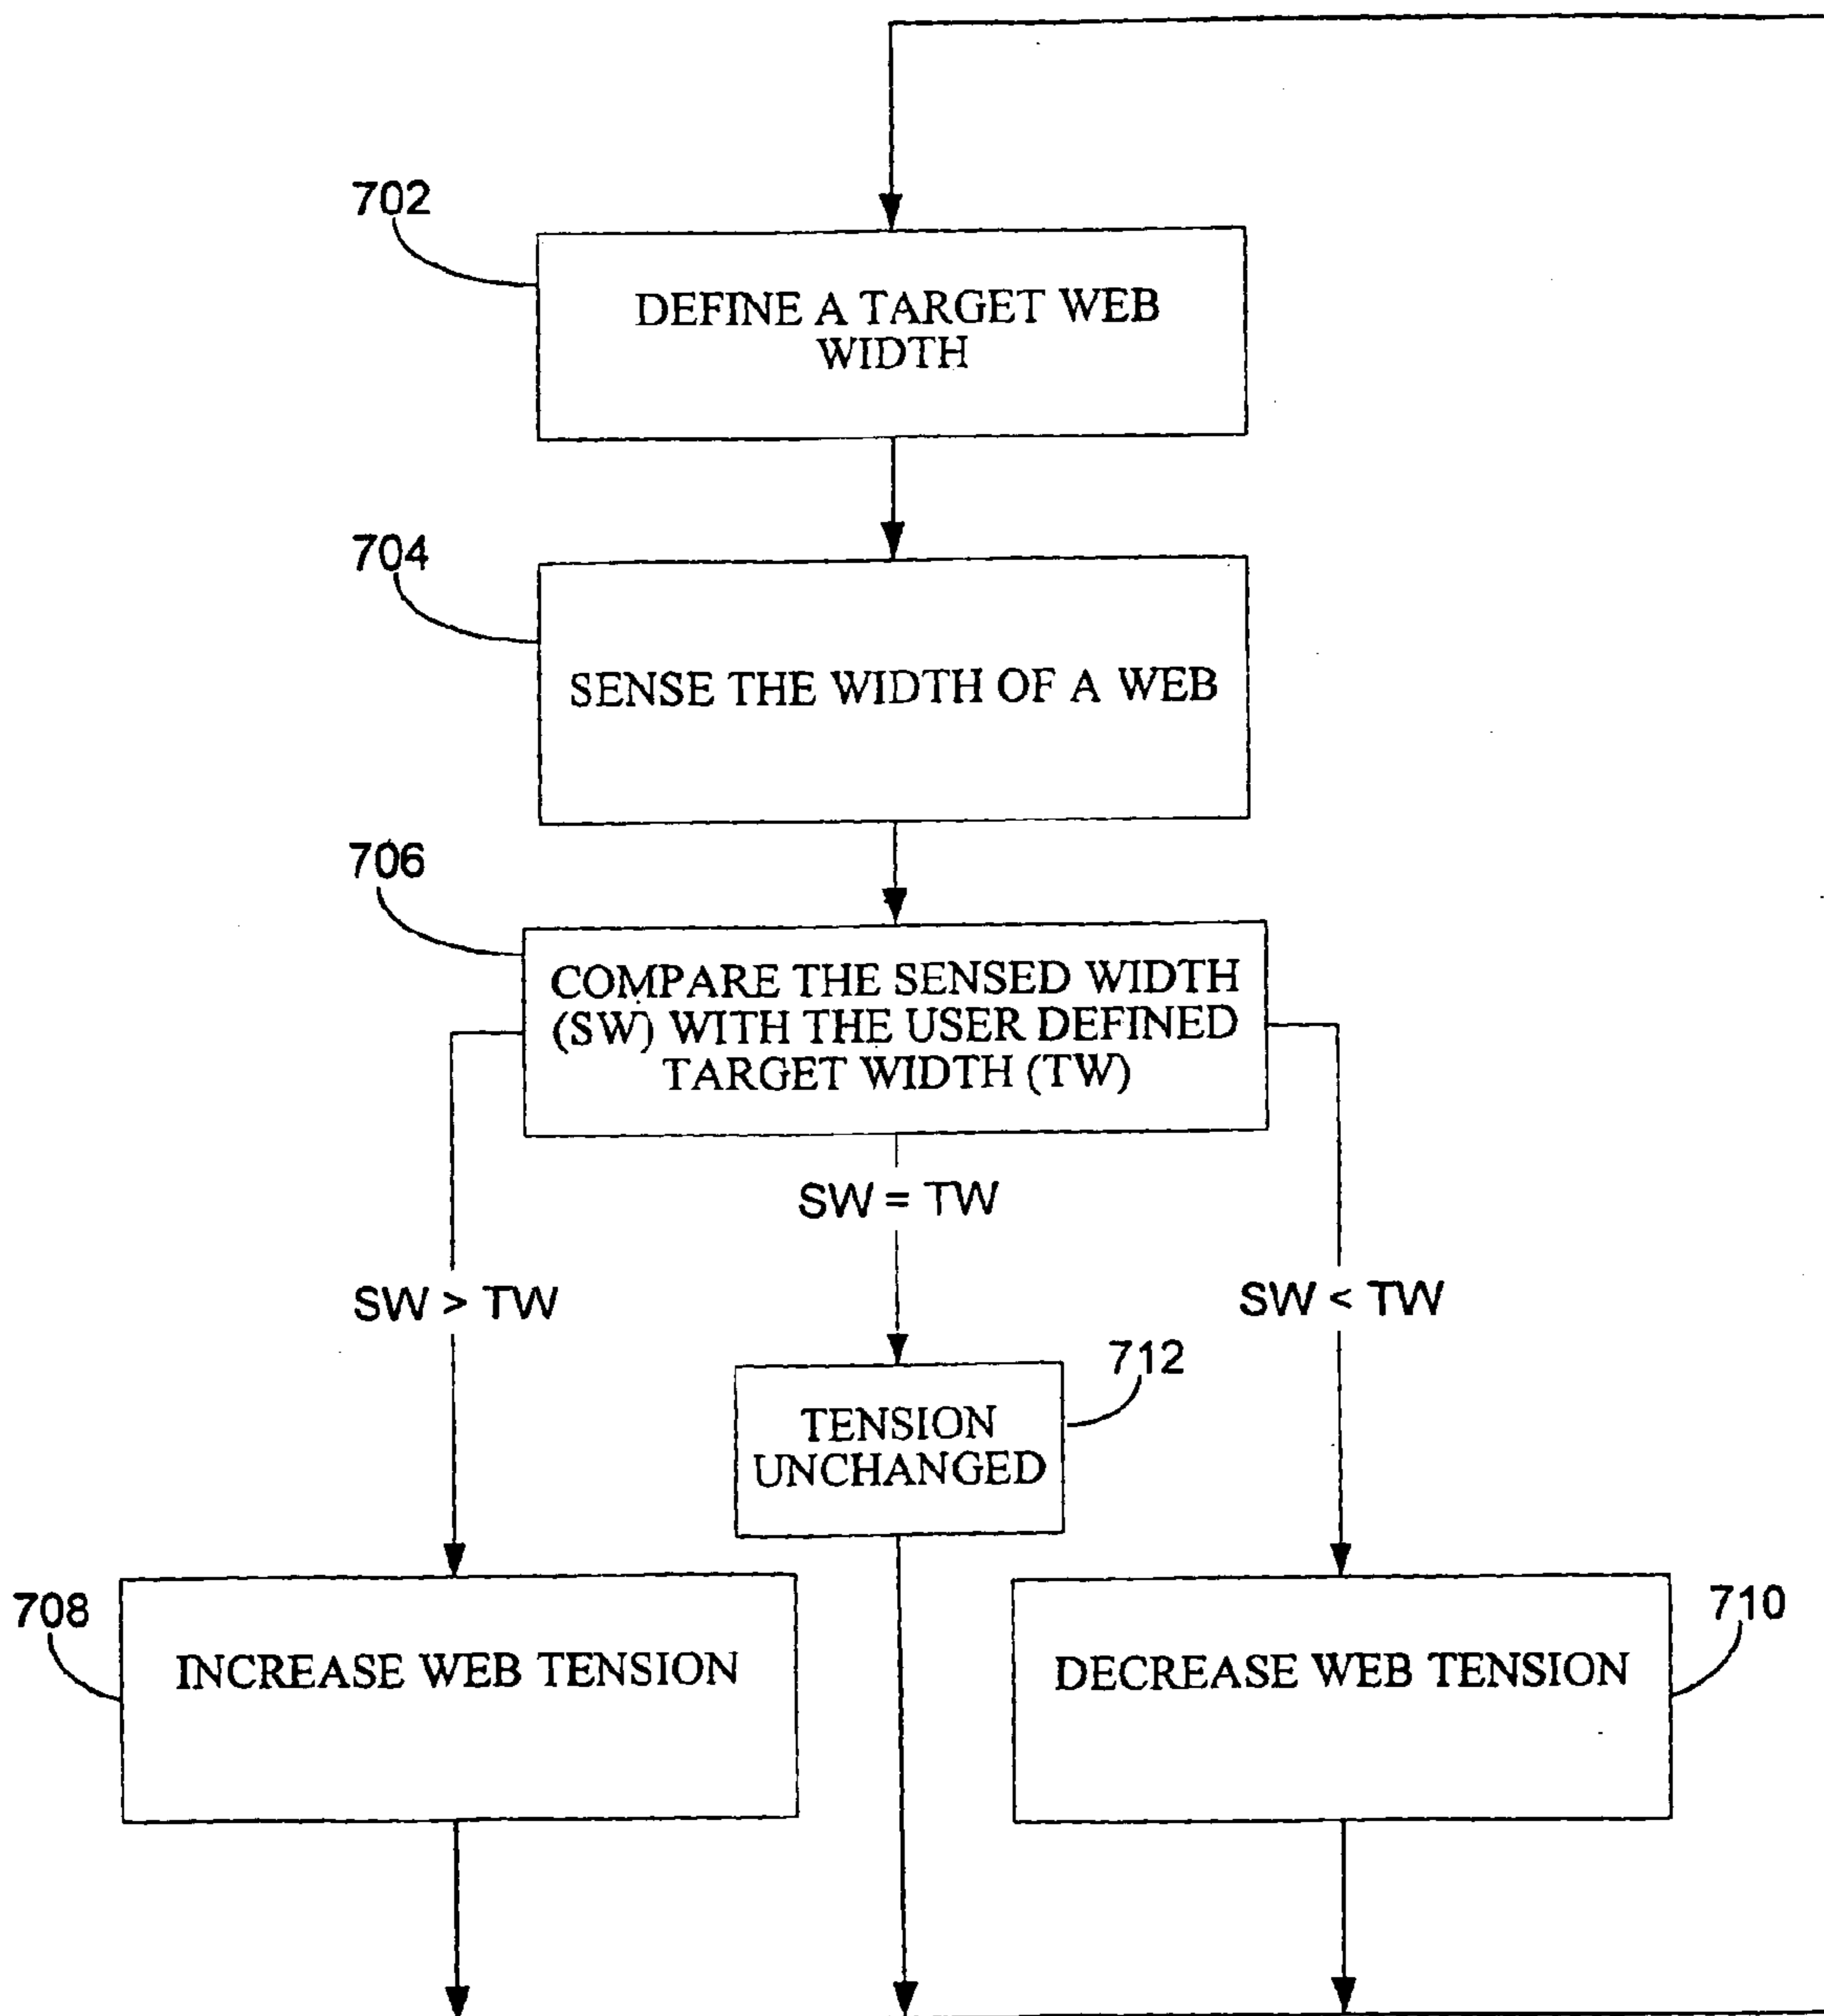 702
DEFINE A TARGET WEB
WIDTH
704
SENSE THE WIDTH OF A WEB
706
COMPARE THE SENSED WIDTH
(SW) WITH THE USER DEFINED
TARGET WIDTH (TW)
SW = TW
SW > TW
SW < TW
712
TENSION
UNCHANGED
708
INCREASE WEB TENSION
710
DECREASE WEB TENSION